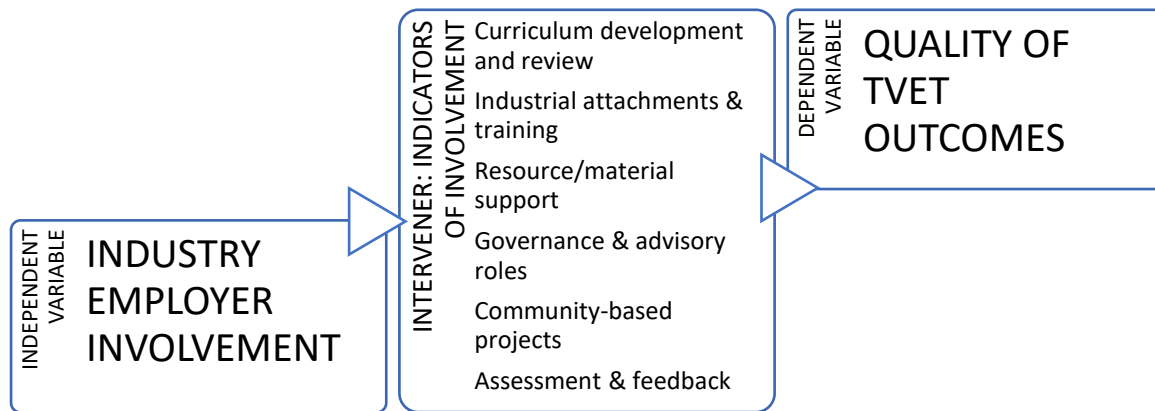 INDEPENDENT
VARIABLE
INDUSTRY
EMPLOYER
INVOLVEMENT
INTERVENER: INDICATORS
OF INVOLVEMENT
Curriculum development
and review
Industrial attachments &
training
Resource/material
support
Governance & advisory
roles
Community-based
projects
Assessment & feedback
DEPENDENT
VARIABLE
QUALITY OF
TVET
OUTCOMES